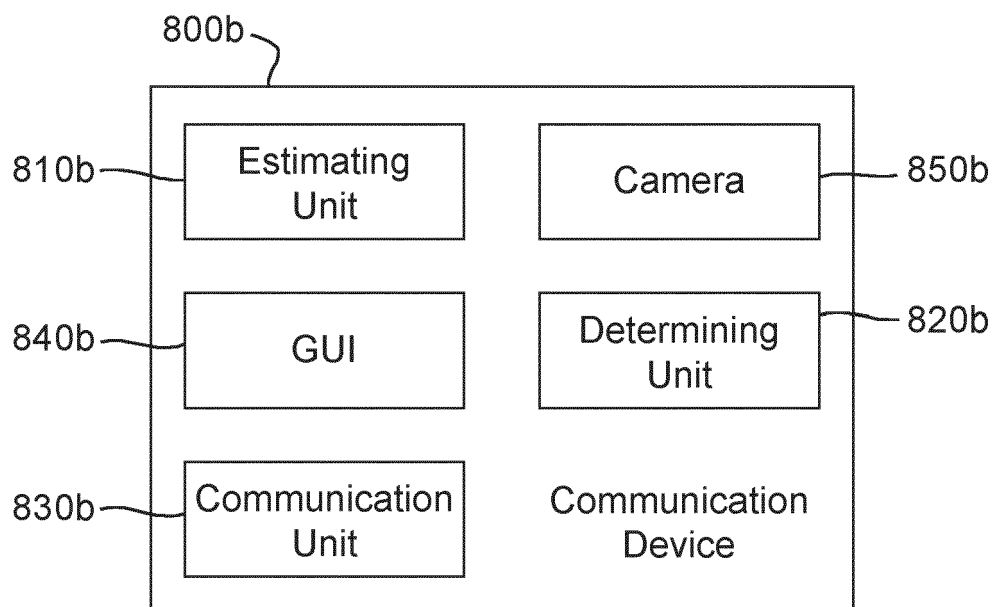 800b
810b
Estimating
Unit
Camera
850b
840b
GUI
Determining
Unit
820b
830b
Communication
Unit
Communication
Device